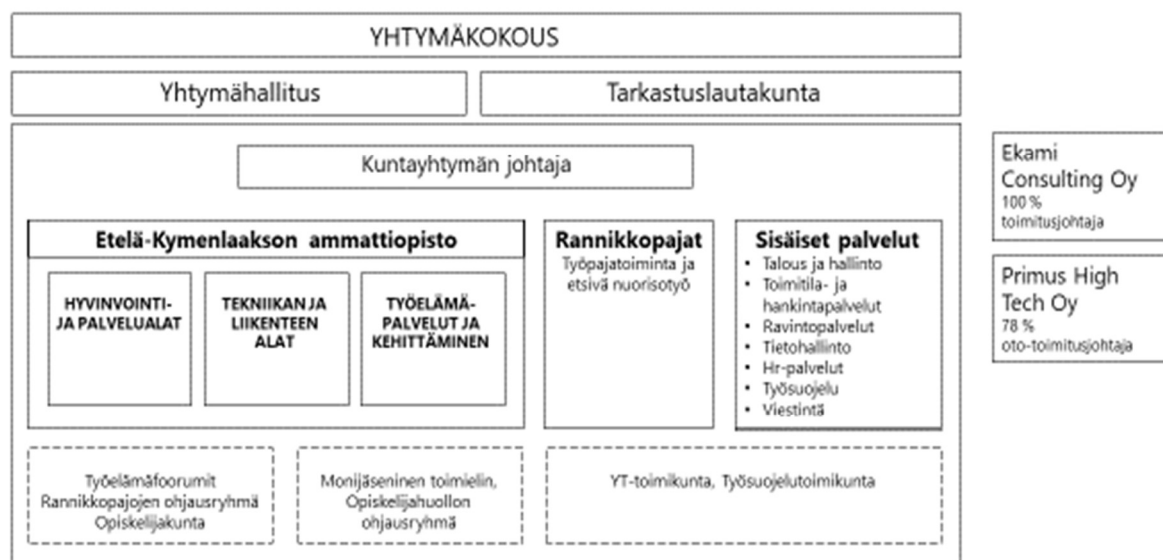 YHTYMÄKOKOUS
Yhtymähallitus
Tarkastuslautakunta
Kuntayhtymän johtaja
Etelä-Kymenlaakson ammattiopisto
HYVINVOINTI-
JA PALVELUALAT
TEKNIIKAN JA
LIIKENTEEN
ALAT
TYÖELÄMÄ-
PALVELUT JA
KEHITTÄMINEN
Rannikkopajat
Työpajatoiminta ja
etsivä nuorisotyö
Sisäiset palvelut
• Talous ja hallinto
• Toimitila- ja
hankintapalvelut
• Ravintopalvelut
• Tietohallinto
• Hr-palvelut
• Työsuojelu
• Viestintä
Työelämäfoorumit
Rannikkopajojen ohjausryhmä
Opiskelijakunta
Monijäseninen toimielin,
Opiskelijahuollon
ohjausryhmä
YT-toimikunta, Työsuojelutoimikunta
Ekami
Consulting Oy
100 %
toimitusjohtaja
Primus High
Tech Oy
78 %
oto-toimitusjohtaja